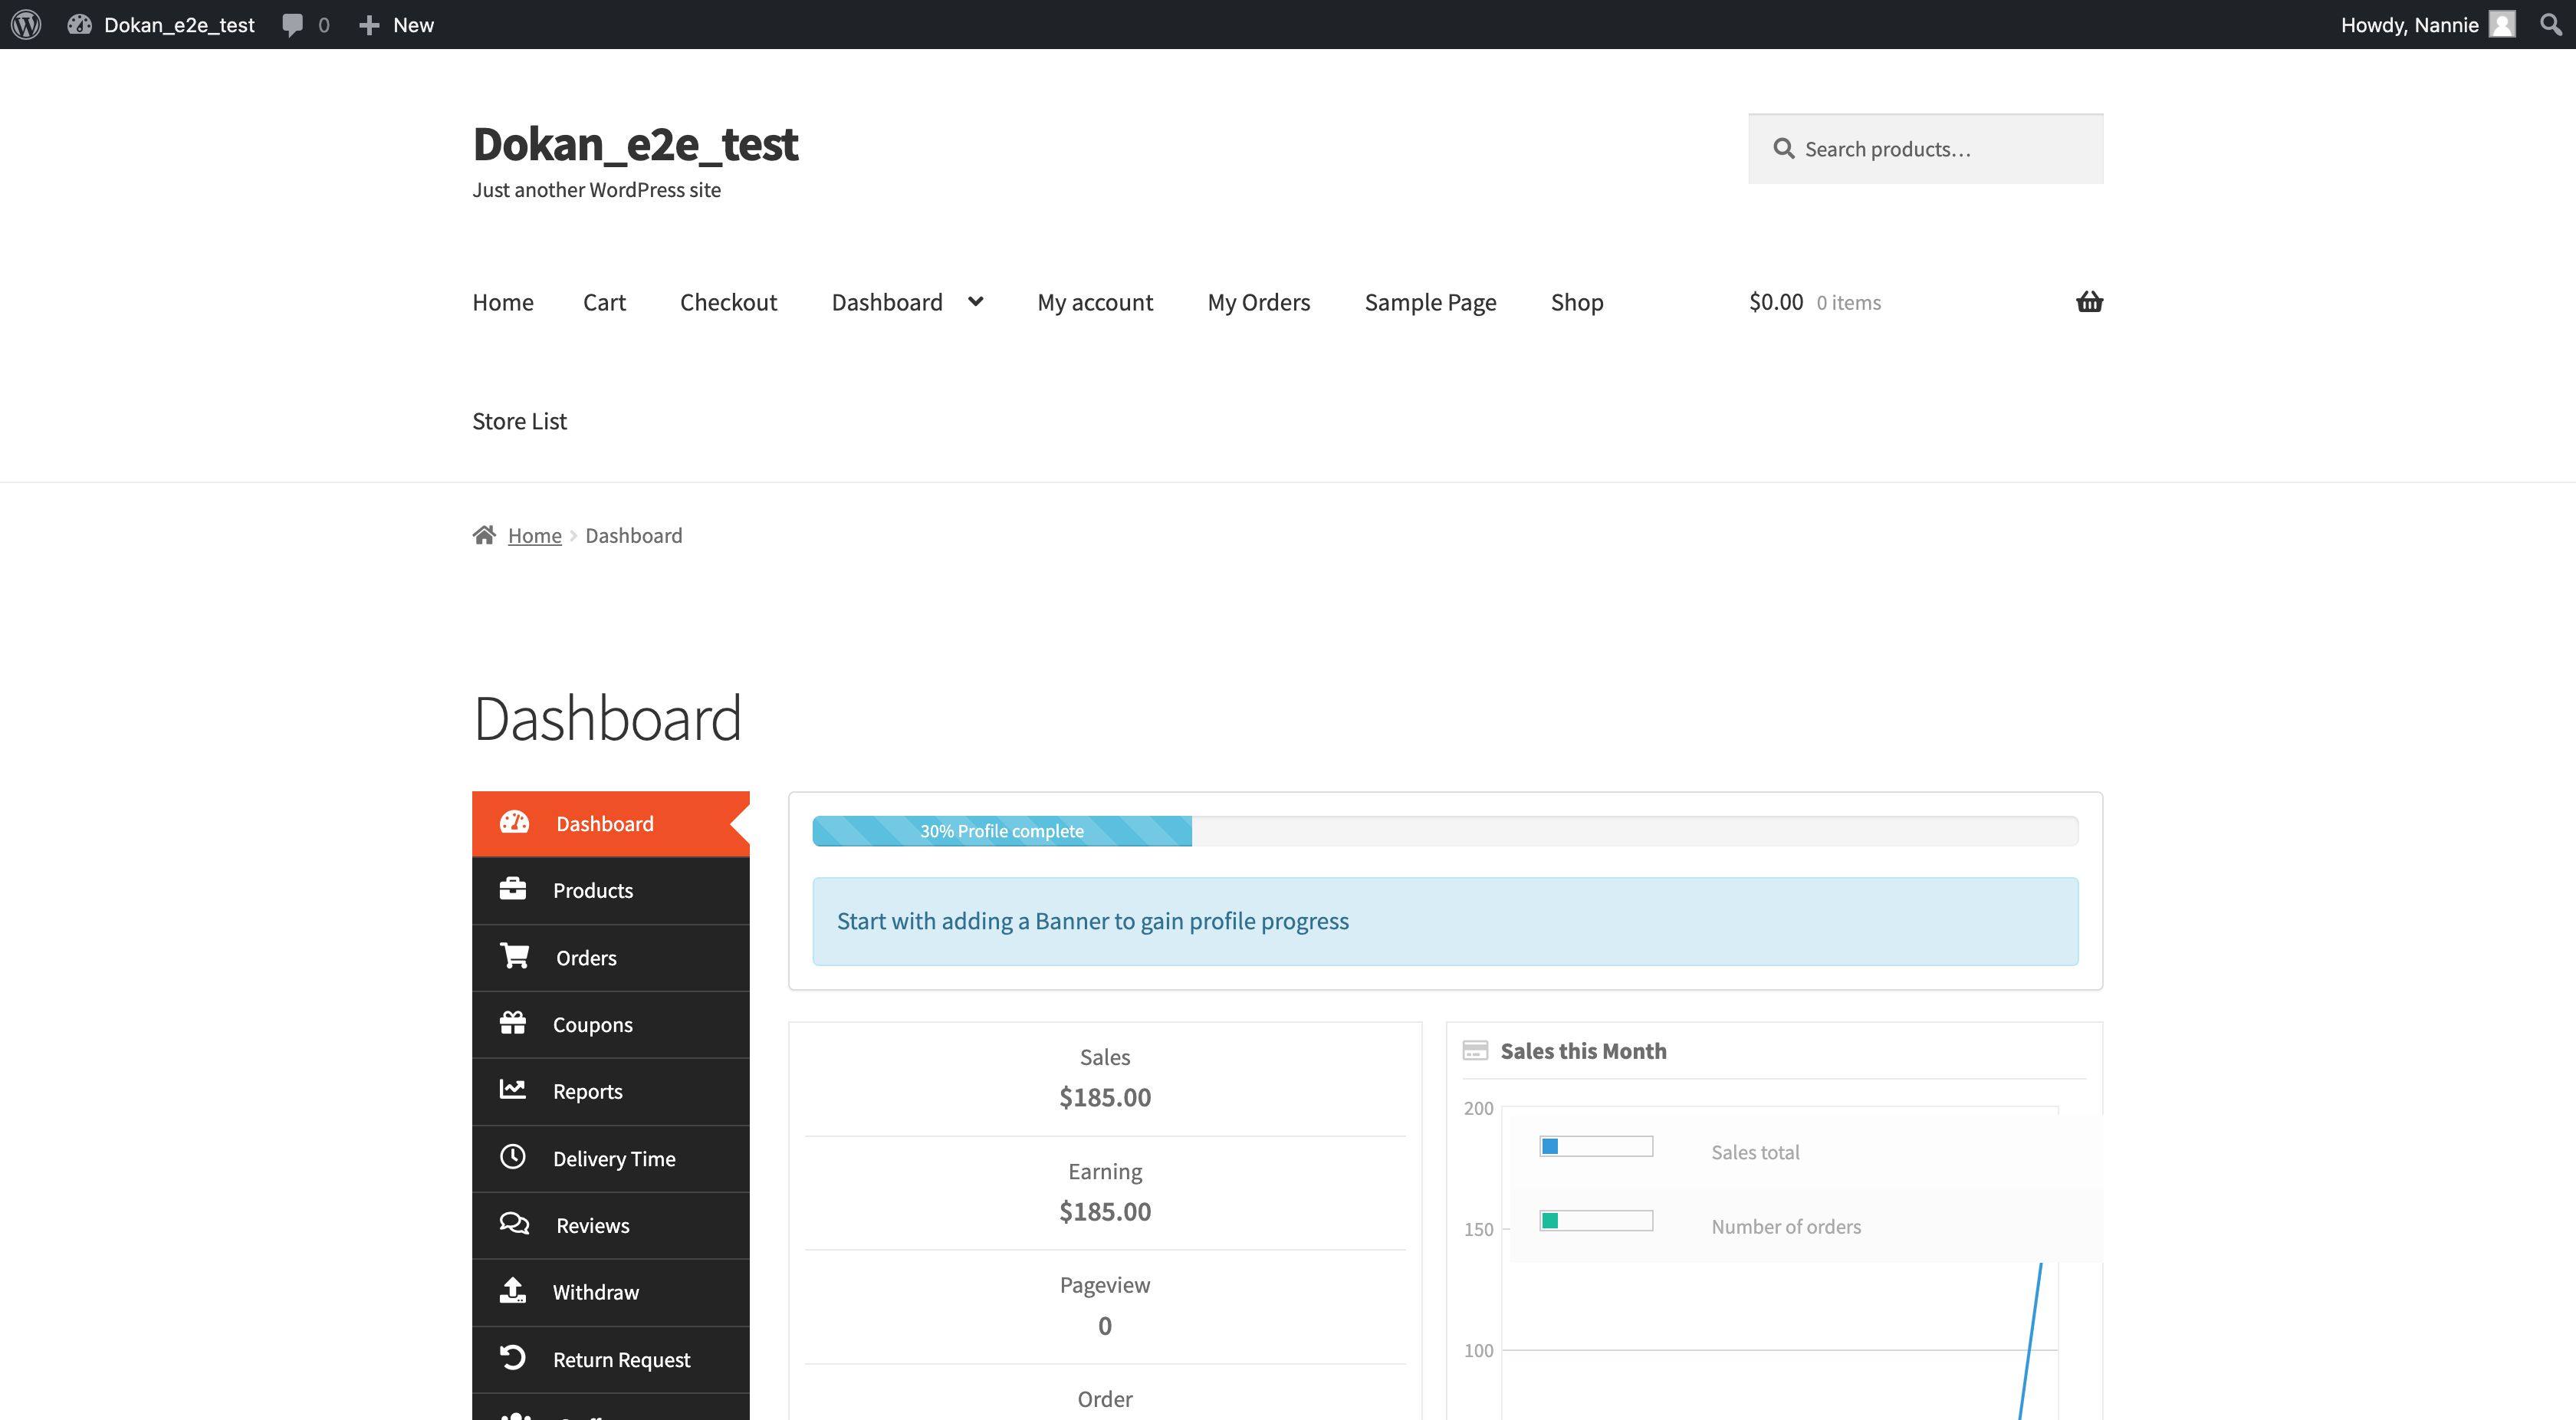 Dokan_e2e_test 0 New Howdy, Nannie
Dokan_e2e_test
Just another WordPress site
Search products…
Home Cart Checkout Dashboard My account My Orders Sample Page Shop $0.00 0 items
Store List
Home Dashboard
Dashboard
Dashboard
Products
Orders
Coupons
Reports
Delivery Time
Reviews
Withdraw
Return Request
30% Profile complete
Start with adding a Banner to gain profile progress
Sales
$185.00
Earning
$185.00
Pageview
0
Order
Sales this Month
200
Sales total
150
Number of orders
100